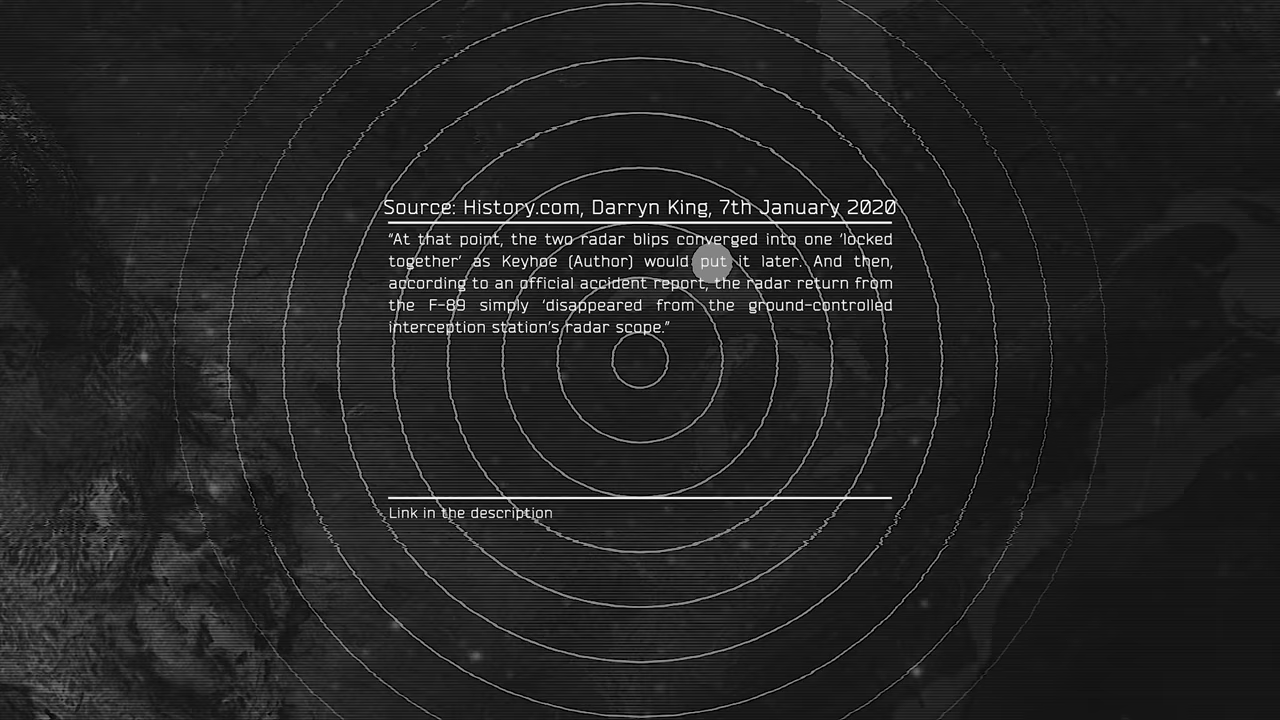 Source: History.com, Darryn King, 7th January 2020
"At that point, the two radar blips converged into one 'locked
together' as Keyhoe (Author) would put it later. And then,
according to an official accident report, the radar return from
the F-89 simply 'disappeared from the ground-controlled
interception station's radar scope."
Link in the description